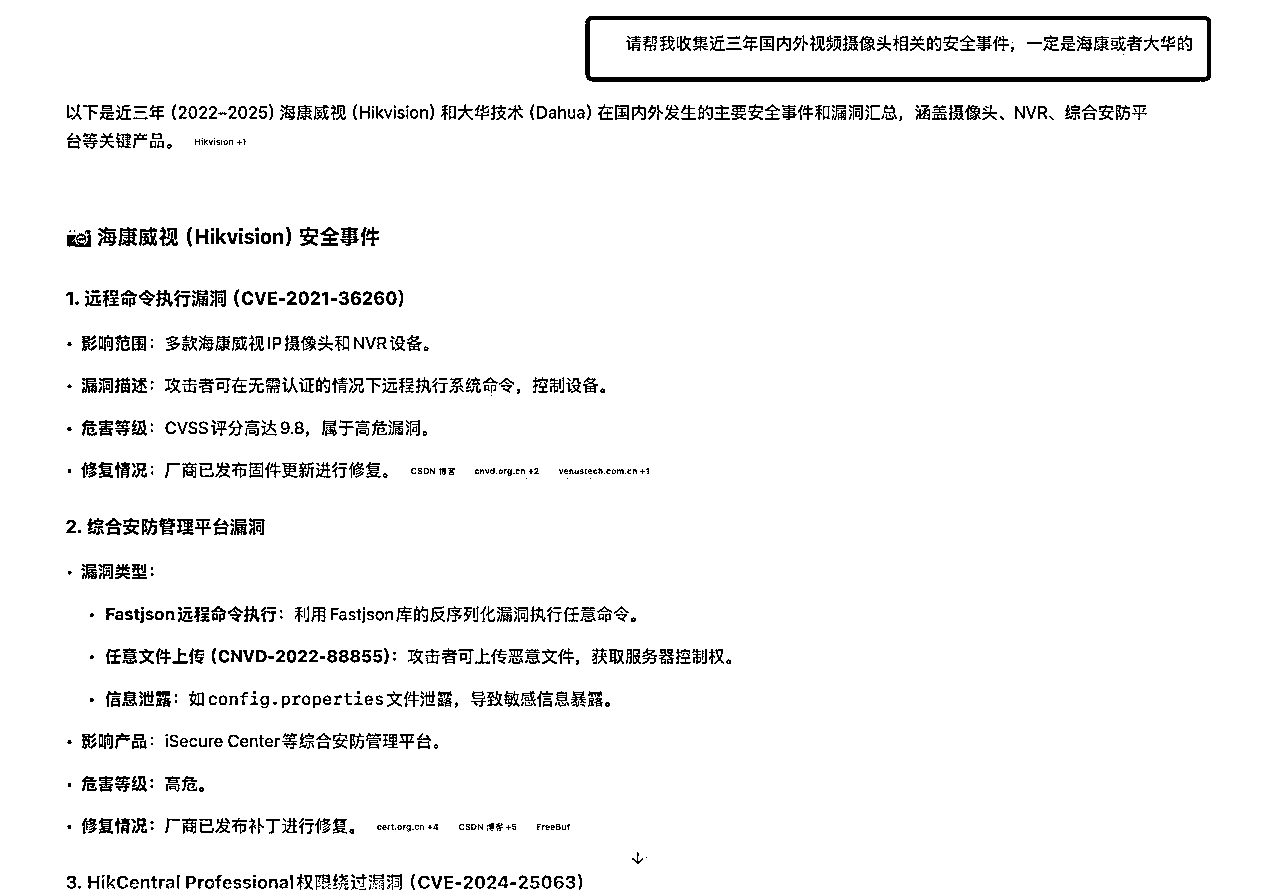 请帮我收集近三年国内外视频摄像头相关的安全事件，一定是海康或者大华的
以下是近三年（2022–2025）海康威视（Hikvision）和大华技术（Dahua）在国内外发生的主要安全事件和漏洞汇总，涵盖摄像头、NVR、综合安防平
台等关键产品。 Hikvision +1
📷 海康威视（Hikvision）安全事件
1. 远程命令执行漏洞（CVE-2021-36260）
• 影响范围：多款海康威视IP摄像头和NVR设备。
• 漏洞描述：攻击者可在无需认证的情况下远程执行系统命令，控制设备。
• 危害等级：CVSS评分高达9.8，属于高危漏洞。
• 修复情况：厂商已发布固件更新进行修复。 CSDN 博客 cnvd.org.cn +2 venustech.com.cn +1
2. 综合安防管理平台漏洞
• 漏洞类型：
• Fastjson远程命令执行：利用Fastjson库的反序列化漏洞执行任意命令。
• 任意文件上传（CNVD-2022-88855）：攻击者可上传恶意文件，获取服务器控制权。
• 信息泄露：如config.properties文件泄露，导致敏感信息暴露。
• 影响产品：iSecure Center等综合安防管理平台。
• 危害等级：高危。
• 修复情况：厂商已发布补丁进行修复。 cert.org.cn +4 CSDN 博客 +5 FreeBuf
3. HikCentral Professional权限绕过漏洞（CVE-2024-25063）